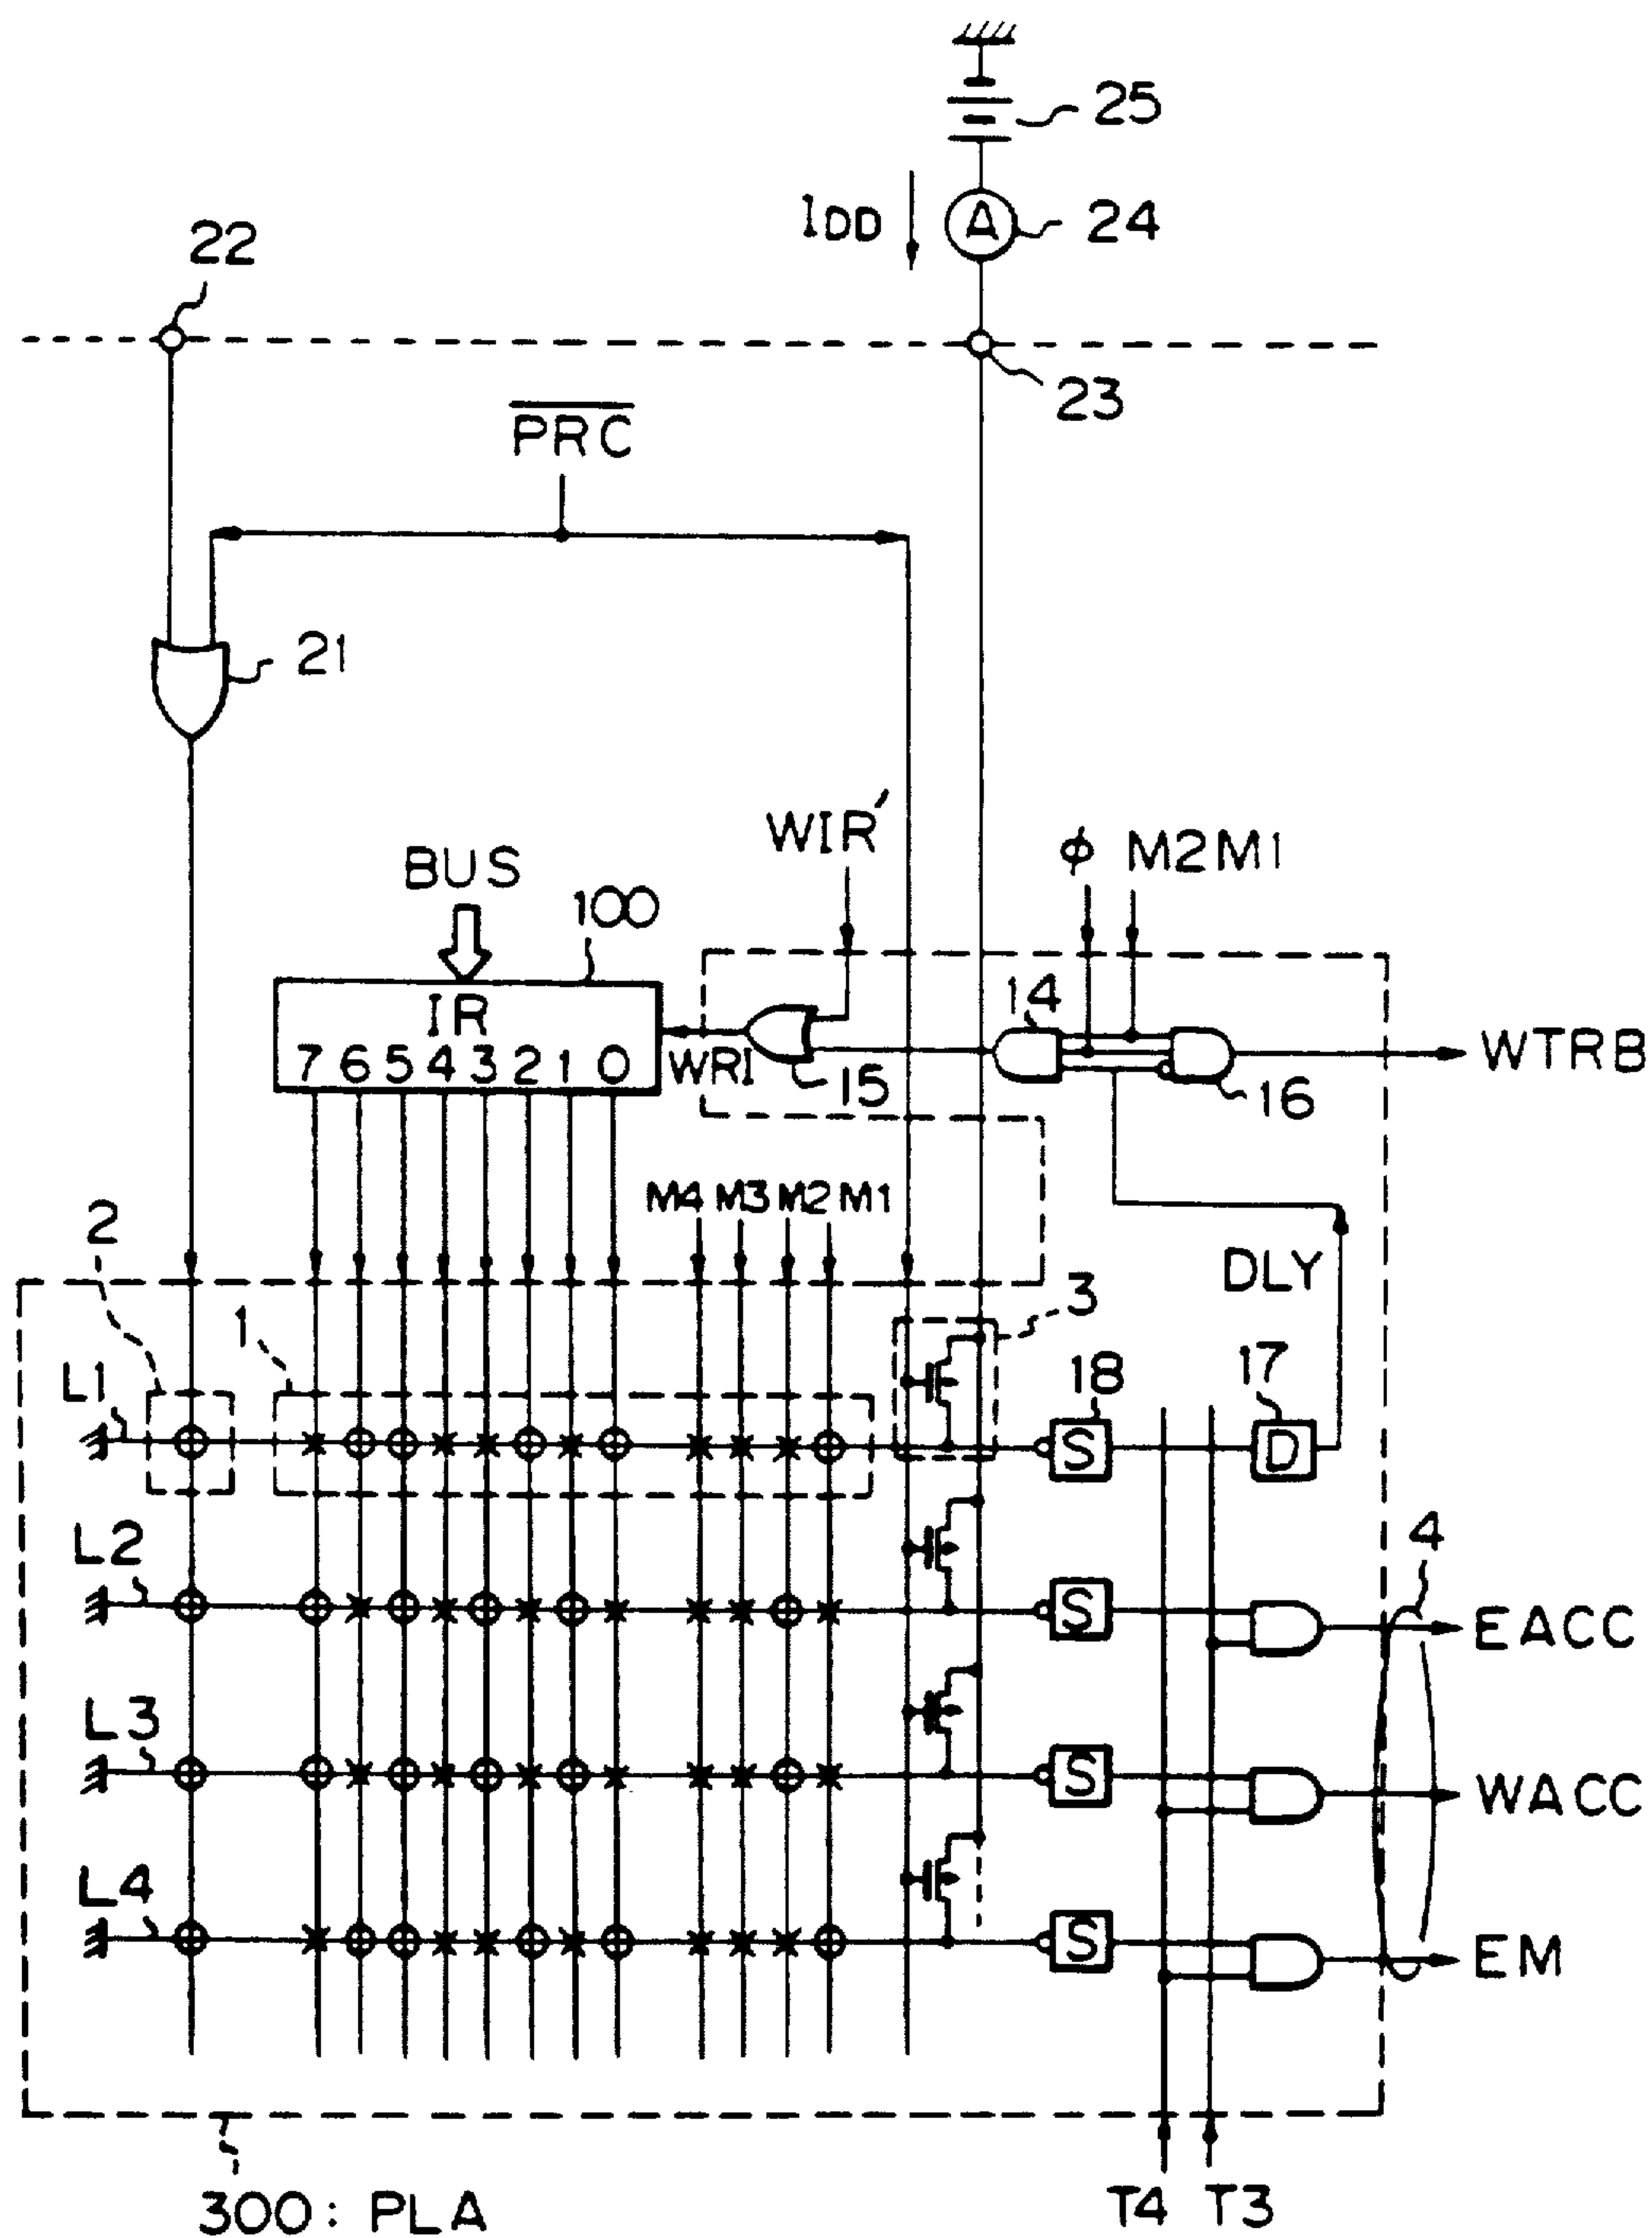 25
I DD
A
24
22
23
PRC
21
WIR'
φ M2M1
BUS
100
14
IR
7 6 5 4 3 2 1 0
WRI
15
16
WTRB
M4 M3 M2 M1
2
1
3
DLY
L1
18
17
S
D
L2
S
4
EACC
L3
S
WACC
L4
S
EM
300: PLA
T4 T3